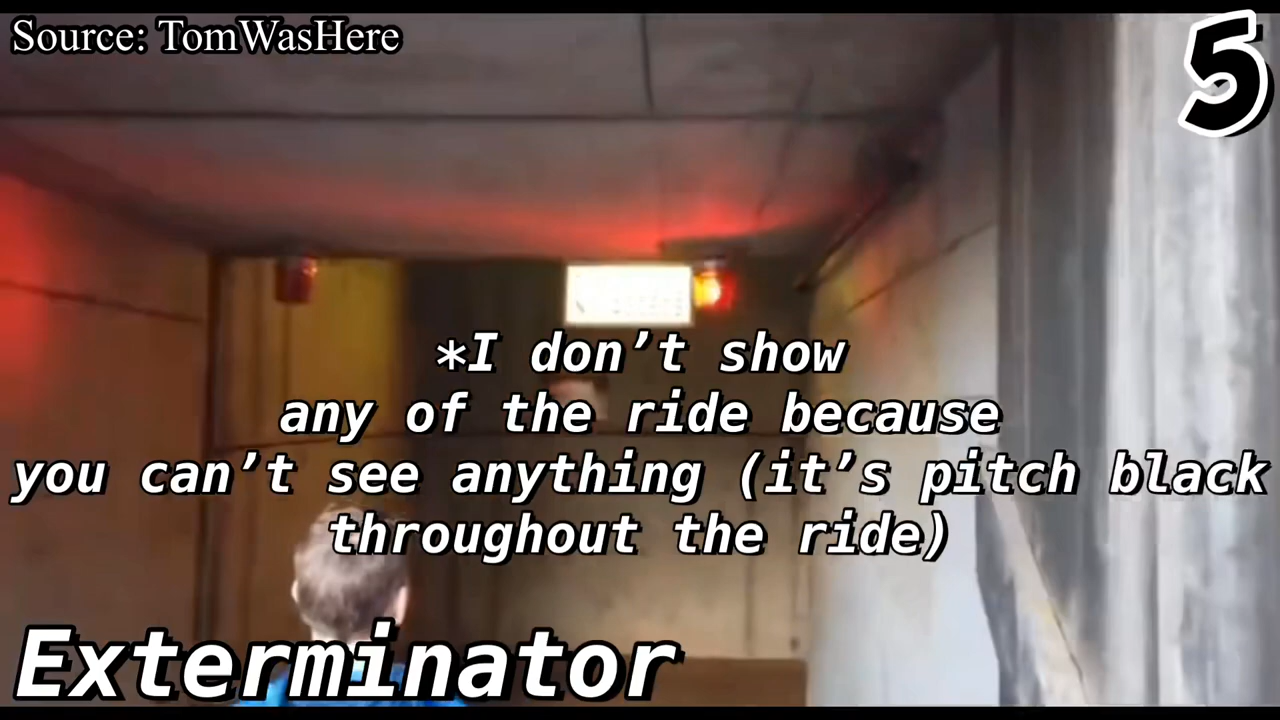 Source: TomWasHere
5
*I don’t show
any of the ride because
you can’t see anything (it’s pitch black
throughout the ride)
Exterminator